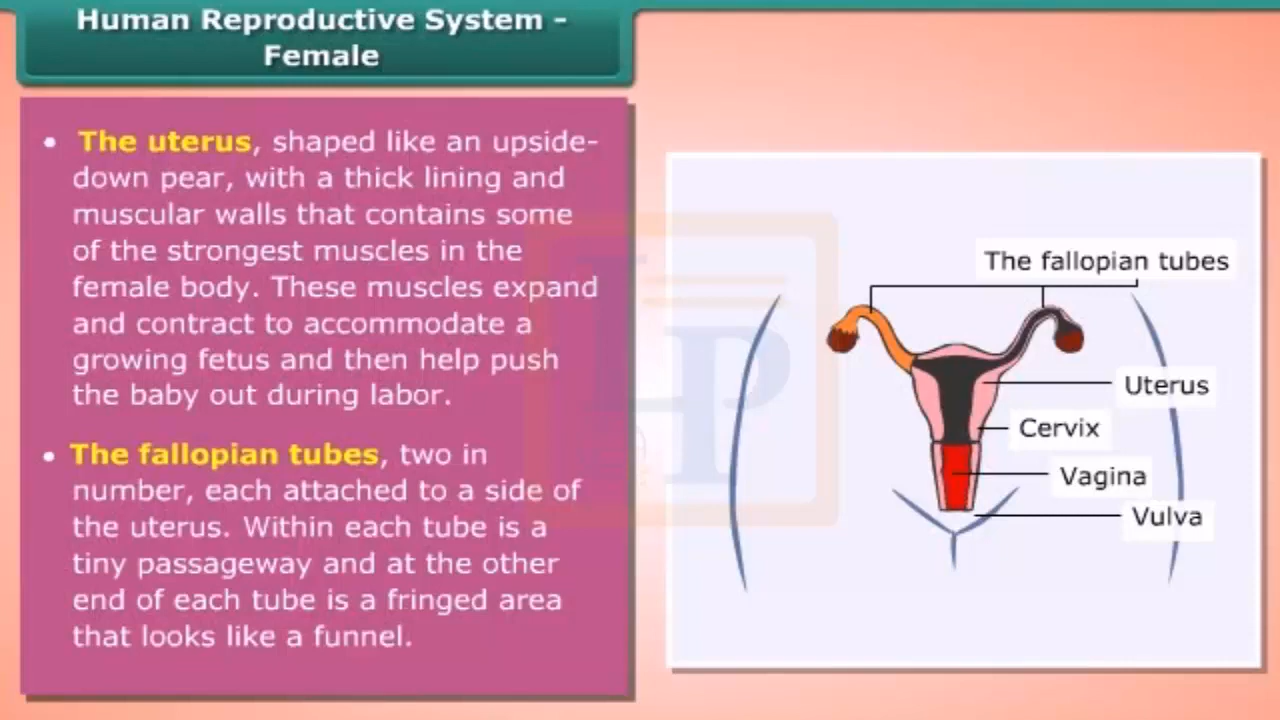 Human Reproductive System -
Female
• The uterus, shaped like an upside-
down pear, with a thick lining and
muscular walls that contains some
of the strongest muscles in the
female body. These muscles expand
and contract to accommodate a
growing fetus and then help push
the baby out during labor.
• The fallopian tubes, two in
number, each attached to a side of
the uterus. Within each tube is a
tiny passageway and at the other
end of each tube is a fringed area
that looks like a funnel.
The fallopian tubes
Uterus
Cervix
Vagina
Vulva